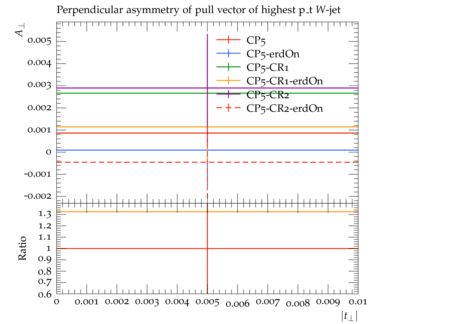 Perpendicular asymmetry of pull vector of highest p_t W-jet
A⊥
0.005
0.004
0.003
0.002
0.001
0
-0.001
-0.002
CP5
CP5-erdOn
CP5-CR1
CP5-CR1-erdOn
CP5-CR2
CP5-CR2-erdOn
Ratio
1.3
1.2
1.1
1
0.9
0.8
0.7
0.6
0 0.001 0.002 0.003 0.004 0.005 0.006 0.007 0.008 0.009 0.01
|t⊥|